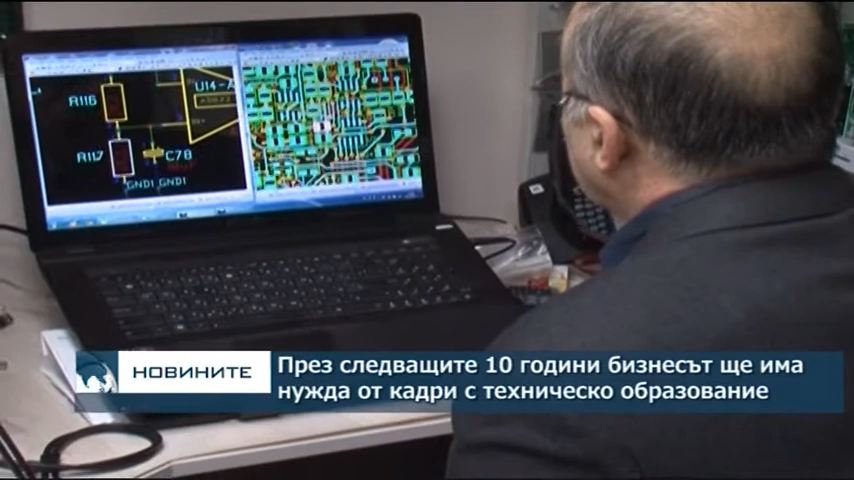 R116
U14-A
R117
C78
GND1 GND1
НОВИНИТЕ
През следващите 10 години бизнесът ще има
нужда от кадри с техническо образование